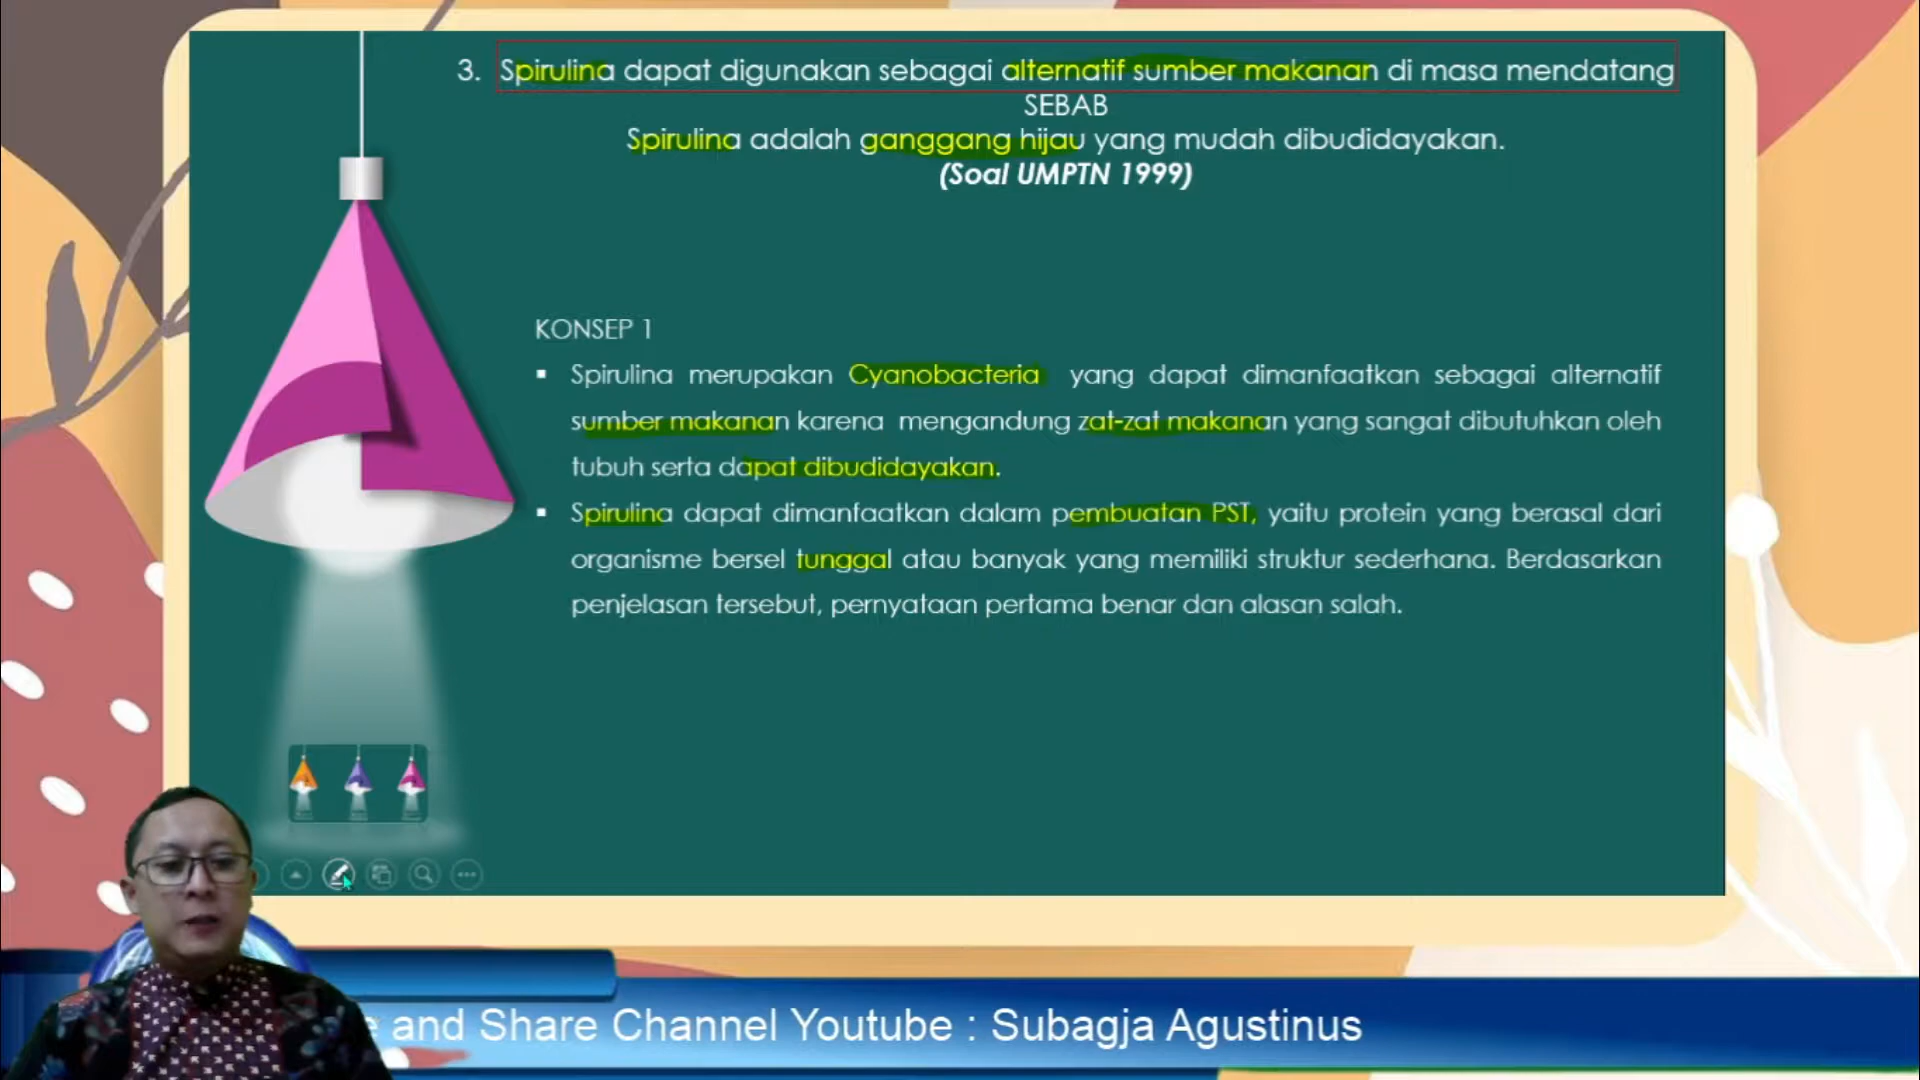 3. Spirulina dapat digunakan sebagai alternatif sumber makanan di masa mendatang
SEBAB
Spirulina adalah ganggang hijau yang mudah dibudidayakan.
(Soal UMPTN 1999)
KONSEP 1
▪ Spirulina merupakan Cyanobacteria yang dapat dimanfaatkan sebagai alternatif
sumber makanan karena mengandung zat-zat makanan yang sangat dibutuhkan oleh
tubuh serta dapat dibudidayakan.
▪ Spirulina dapat dimanfaatkan dalam pembuatan PST, yaitu protein yang berasal dari
organisme bersel tunggal atau banyak yang memiliki struktur sederhana. Berdasarkan
penjelasan tersebut, pernyataan pertama benar dan alasan salah.
and Share Channel Youtube : Subagja Agustinus